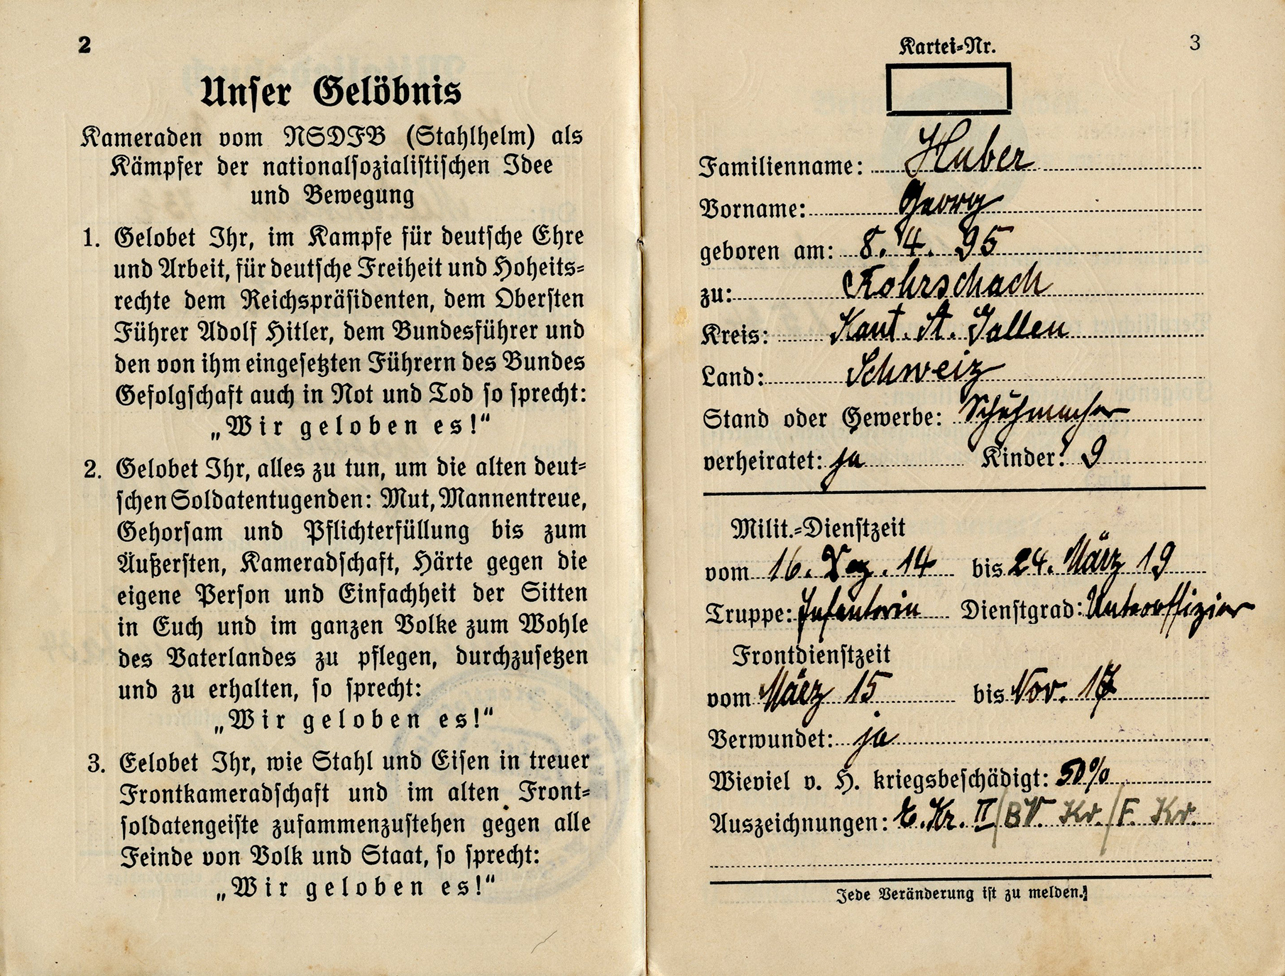 2
Unser Gelöbnis
Kameraden vom NSDFB (Stahlhelm) als
Kämpfer der nationalsozialistischen Idee
und Bewegung
1. Gelobet Ihr, im Kampfe für deutsche Ehre
und Arbeit, für deutsche Freiheit und Hoheits-
rechte dem Reichspräsidenten, dem Obersten
Führer Adolf Hitler, dem Bundesführer und
den von ihm eingesetzten Führern des Bundes
Gefolgschaft auch in Not und Tod so sprecht:
„Wir geloben es!“
2. Gelobet Ihr, alles zu tun, um die alten deut-
schen Soldatentugenden: Mut, Mannentreue,
Gehorsam und Pflichterfüllung bis zum
Äußersten, Kameradschaft, Härte gegen die
eigene Person und Einfachheit der Sitten
in Euch und im ganzen Volke zum Wohle
des Vaterlandes zu pflegen, durchzusetzen
und zu erhalten, so sprecht:
„Wir geloben es!“
3. Eelobet Ihr, wie Stahl und Eisen in treuer
Frontkameradschaft und im alten Front-
soldatengeiste zusammenzustehen gegen alle
Feinde von Volk und Staat, so sprecht:
„Wir geloben es!“
3
Kartei-Nr.
Familienname: Huber
Vorname: Georg
geboren am: 8. 4. 95
zu: Rohrschach
Kreis: Kant. St. Gallen
Land: Schweiz
Stand oder Gewerbe: Schuhmacher
verheiratet: ja Kinder: 9
Milit.-Dienstzeit
vom 16. Dez. 14 bis 24. März 19
Truppe: Infanterie Dienstgrad: Unteroffizier
Frontdienstzeit
vom März 15 bis Nov. 17
Verwundet: ja
Wieviel v. H. kriegsbeschädigt: 50%
Auszeichnungen: E. Kr. II / BV. Kr. / F. Kr.
Jede Veränderung ist zu melden.